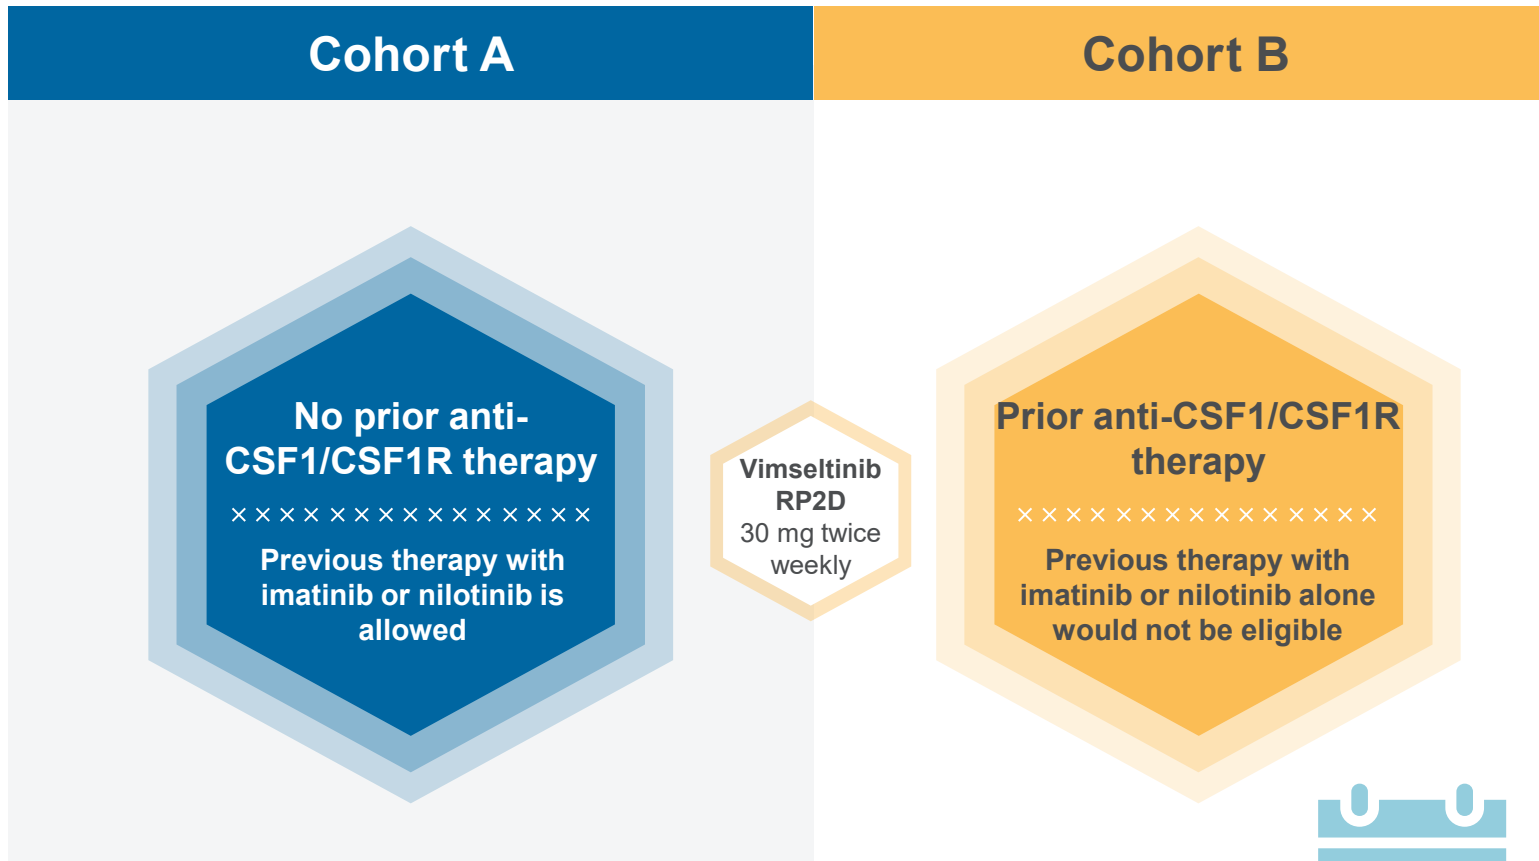 Cohort A
Cohort B
No prior anti-
CSF1/CSF1R therapy
Previous therapy with
imatinib or nilotinib is
allowed
Vimseltinib
RP2D
30 mg twice
weekly
Prior anti-CSF1/CSF1R
therapy
Previous therapy with
imatinib or nilotinib alone
would not be eligible